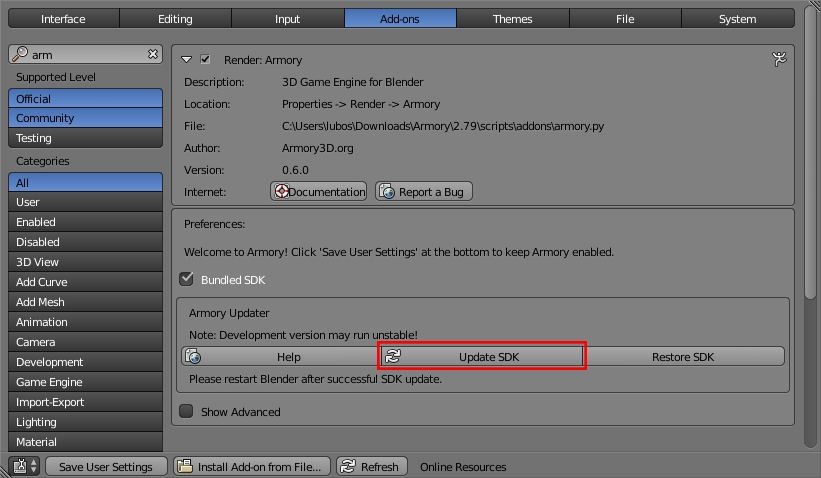 Interface Editing Input Add-ons Themes File System
arm
Supported Level
Official
Community
Testing
Categories
All
User
Enabled
Disabled
3D View
Add Curve
Add Mesh
Animation
Camera
Development
Game Engine
Import-Export
Lighting
Material
Render: Armory
Description: 3D Game Engine for Blender
Location: Properties -> Render -> Armory
File: C:\Users\lubos\Downloads\Armory\2.79\scripts\addons\armory.py
Author: Armory3D.org
Version: 0.6.0
Internet: Documentation Report a Bug
Preferences:
Welcome to Armory! Click 'Save User Settings' at the bottom to keep Armory enabled.
Bundled SDK
Armory Updater
Note: Development version may run unstable!
Help Update SDK Restore SDK
Please restart Blender after successful SDK update.
Show Advanced
Save User Settings Install Add-on from File... Refresh Online Resources